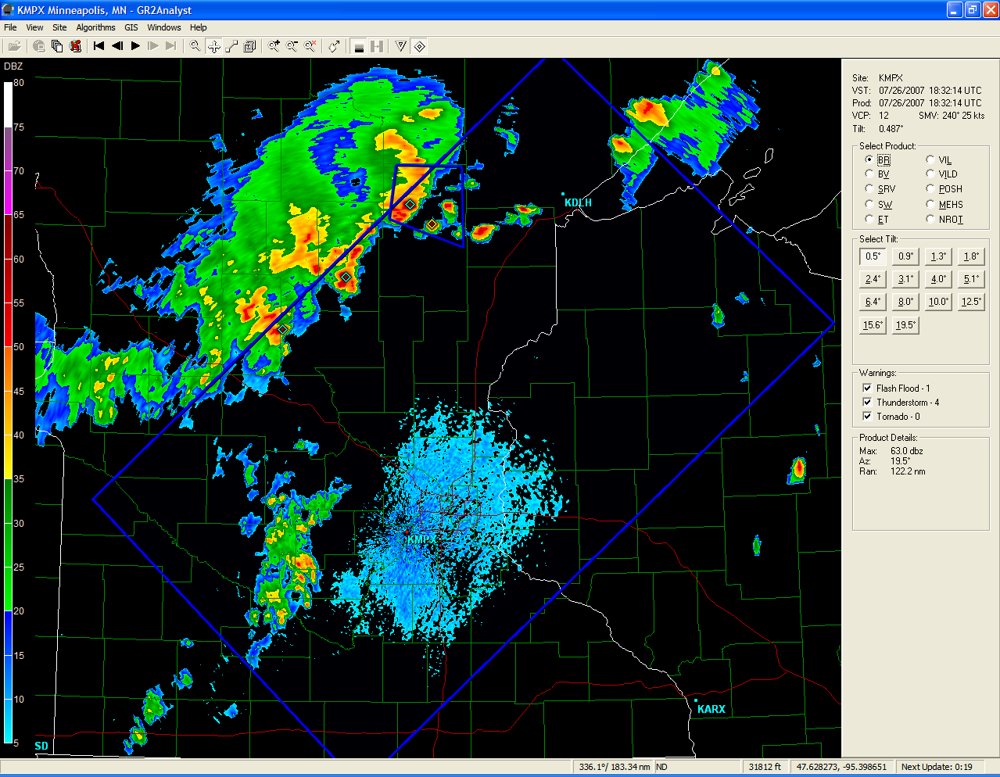 KMPX Minneapolis, MN - GR2Analyst
File View Site Algorithms GIS Windows Help
DBZ
80
75
70
65
60
55
50
45
40
35
30
25
20
15
10
5
KDLH
KMPX
KARX
SD
Site: KMPX
VST: 07/26/2007 18:32:14 UTC
Prod: 07/26/2007 18:32:14 UTC
VCP: 12 SMV: 240° 25 kts
Tilt: 0.487°
Select Product:
BR VIL
BV VILD
SRV POSH
SW MEHS
ET NROT
Select Tilt:
0.5° 0.9° 1.3° 1.8°
2.4° 3.1° 4.0° 5.1°
6.4° 8.0° 10.0° 12.5°
15.6° 19.5°
Warnings:
Flash Flood - 1
Thunderstorm - 4
Tornado - 0
Product Details:
Max: 63.0 dbz
Az: 19.5°
Ran: 122.2 nm
336.1°/ 183.34 nm ND 31812 ft 47.628273, -95.398651 Next Update: 0:19